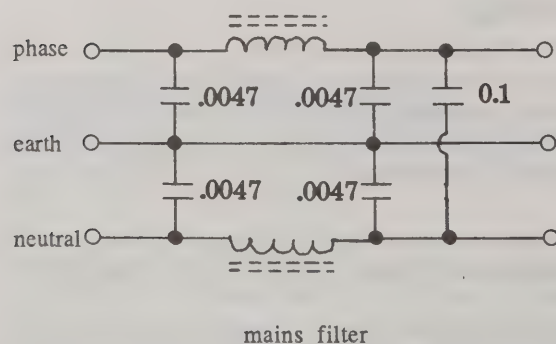 phase
.0047 .0047 0.1
earth
.0047 .0047
neutral
mains filter